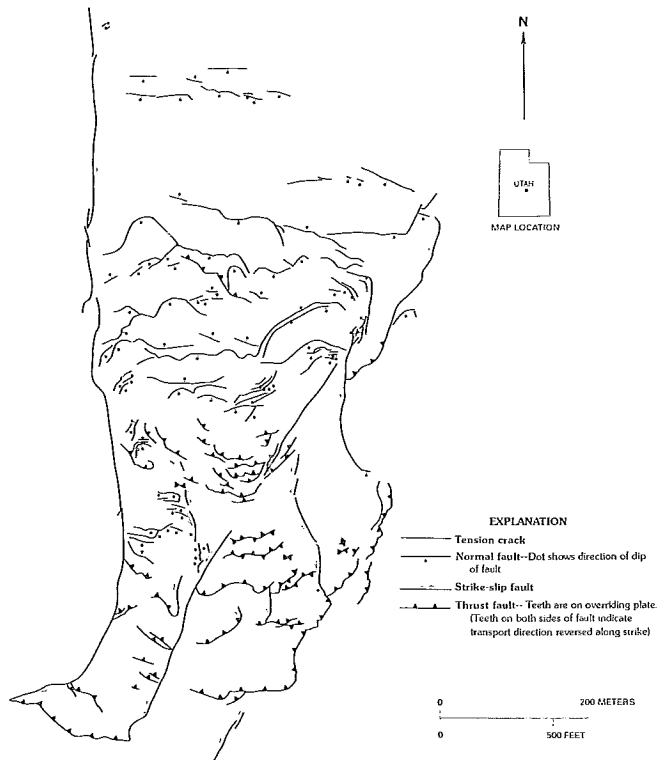 N
UTAH
MAP LOCATION
EXPLANATION
Tension crack
Normal fault--Dot shows direction of dip
of fault
Strike-slip fault
Thrust fault-- Teeth are on overriding plate.
(Teeth on both sides of fault indicate
transport direction reversed along strike)
0 200 METERS
0 500 FEET